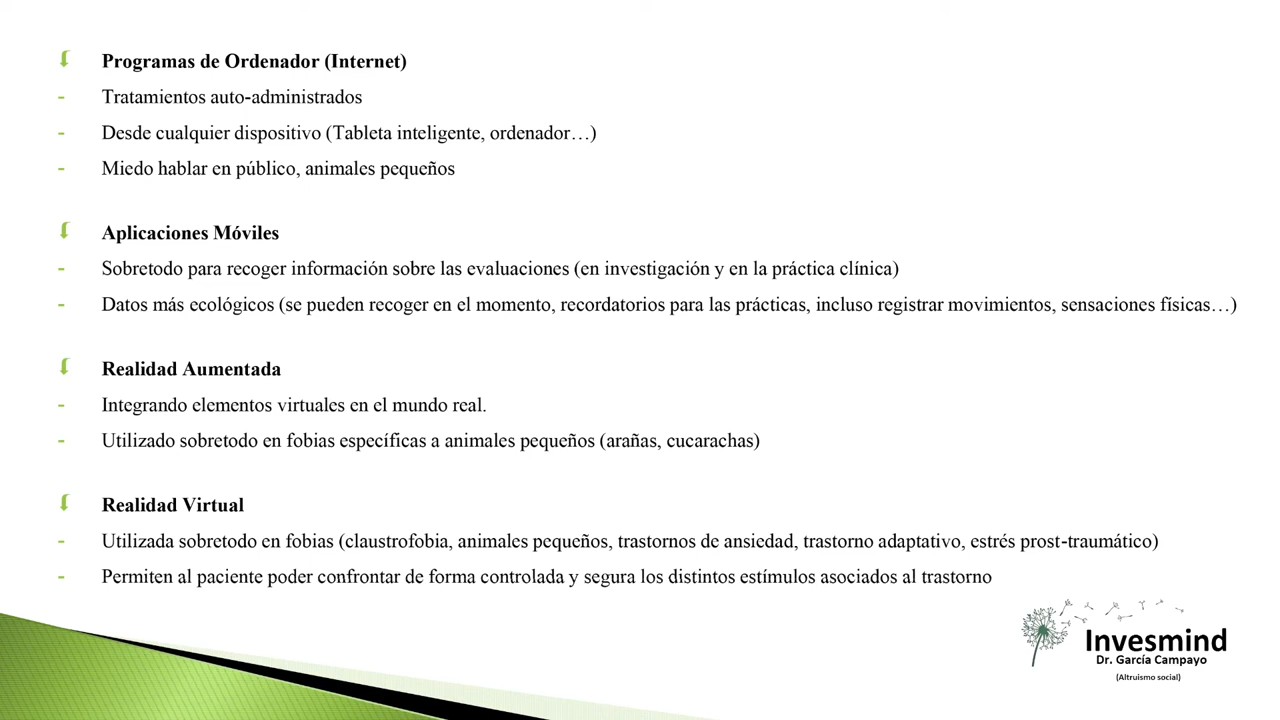 Programas de Ordenador (Internet)
- Tratamientos auto-administrados
- Desde cualquier dispositivo (Tableta inteligente, ordenador…)
- Miedo hablar en público, animales pequeños
Aplicaciones Móviles
- Sobretodo para recoger información sobre las evaluaciones (en investigación y en la práctica clínica)
- Datos más ecológicos (se pueden recoger en el momento, recordatorios para las prácticas, incluso registrar movimientos, sensaciones físicas…)
Realidad Aumentada
- Integrando elementos virtuales en el mundo real.
- Utilizado sobretodo en fobias específicas a animales pequeños (arañas, cucarachas)
Realidad Virtual
- Utilizada sobretodo en fobias (claustrofobia, animales pequeños, trastornos de ansiedad, trastorno adaptativo, estrés prost-traumático)
- Permiten al paciente poder confrontar de forma controlada y segura los distintos estímulos asociados al trastorno
Invesmind
Dr. García Campayo
(Altruismo social)